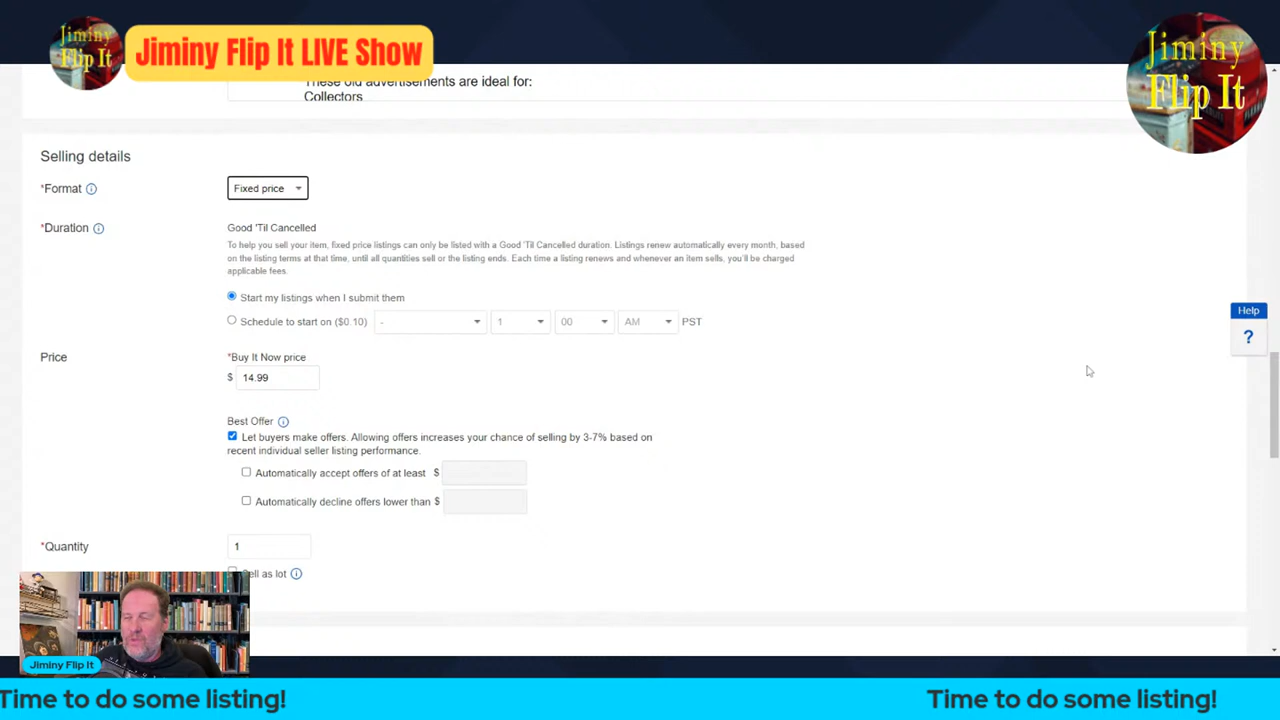 Jiminy
Flip It
Jiminy Flip It LIVE Show
Jiminy
Flip It
These old advertisements are ideal for:
Collectors
Selling details
*Format
Fixed price
*Duration
Good 'Til Cancelled
To help you sell your item, fixed price listings can only be listed with a Good 'Til Cancelled duration. Listings renew automatically every month, based
on the listing terms at that time, until all quantities sell or the listing ends. Each time a listing renews and whenever an item sells, you'll be charged
applicable fees.
Start my listings when I submit them
Schedule to start on ($0.10) - 1 00 AM PST
Help
?
Price
*Buy It Now price
$ 14.99
Best Offer
Let buyers make offers. Allowing offers increases your chance of selling by 3-7% based on
recent individual seller listing performance.
Automatically accept offers of at least $
Automatically decline offers lower than $
*Quantity
1
ell as lot
Jiminy Flip It
Time to do some listing! Time to do some listing!